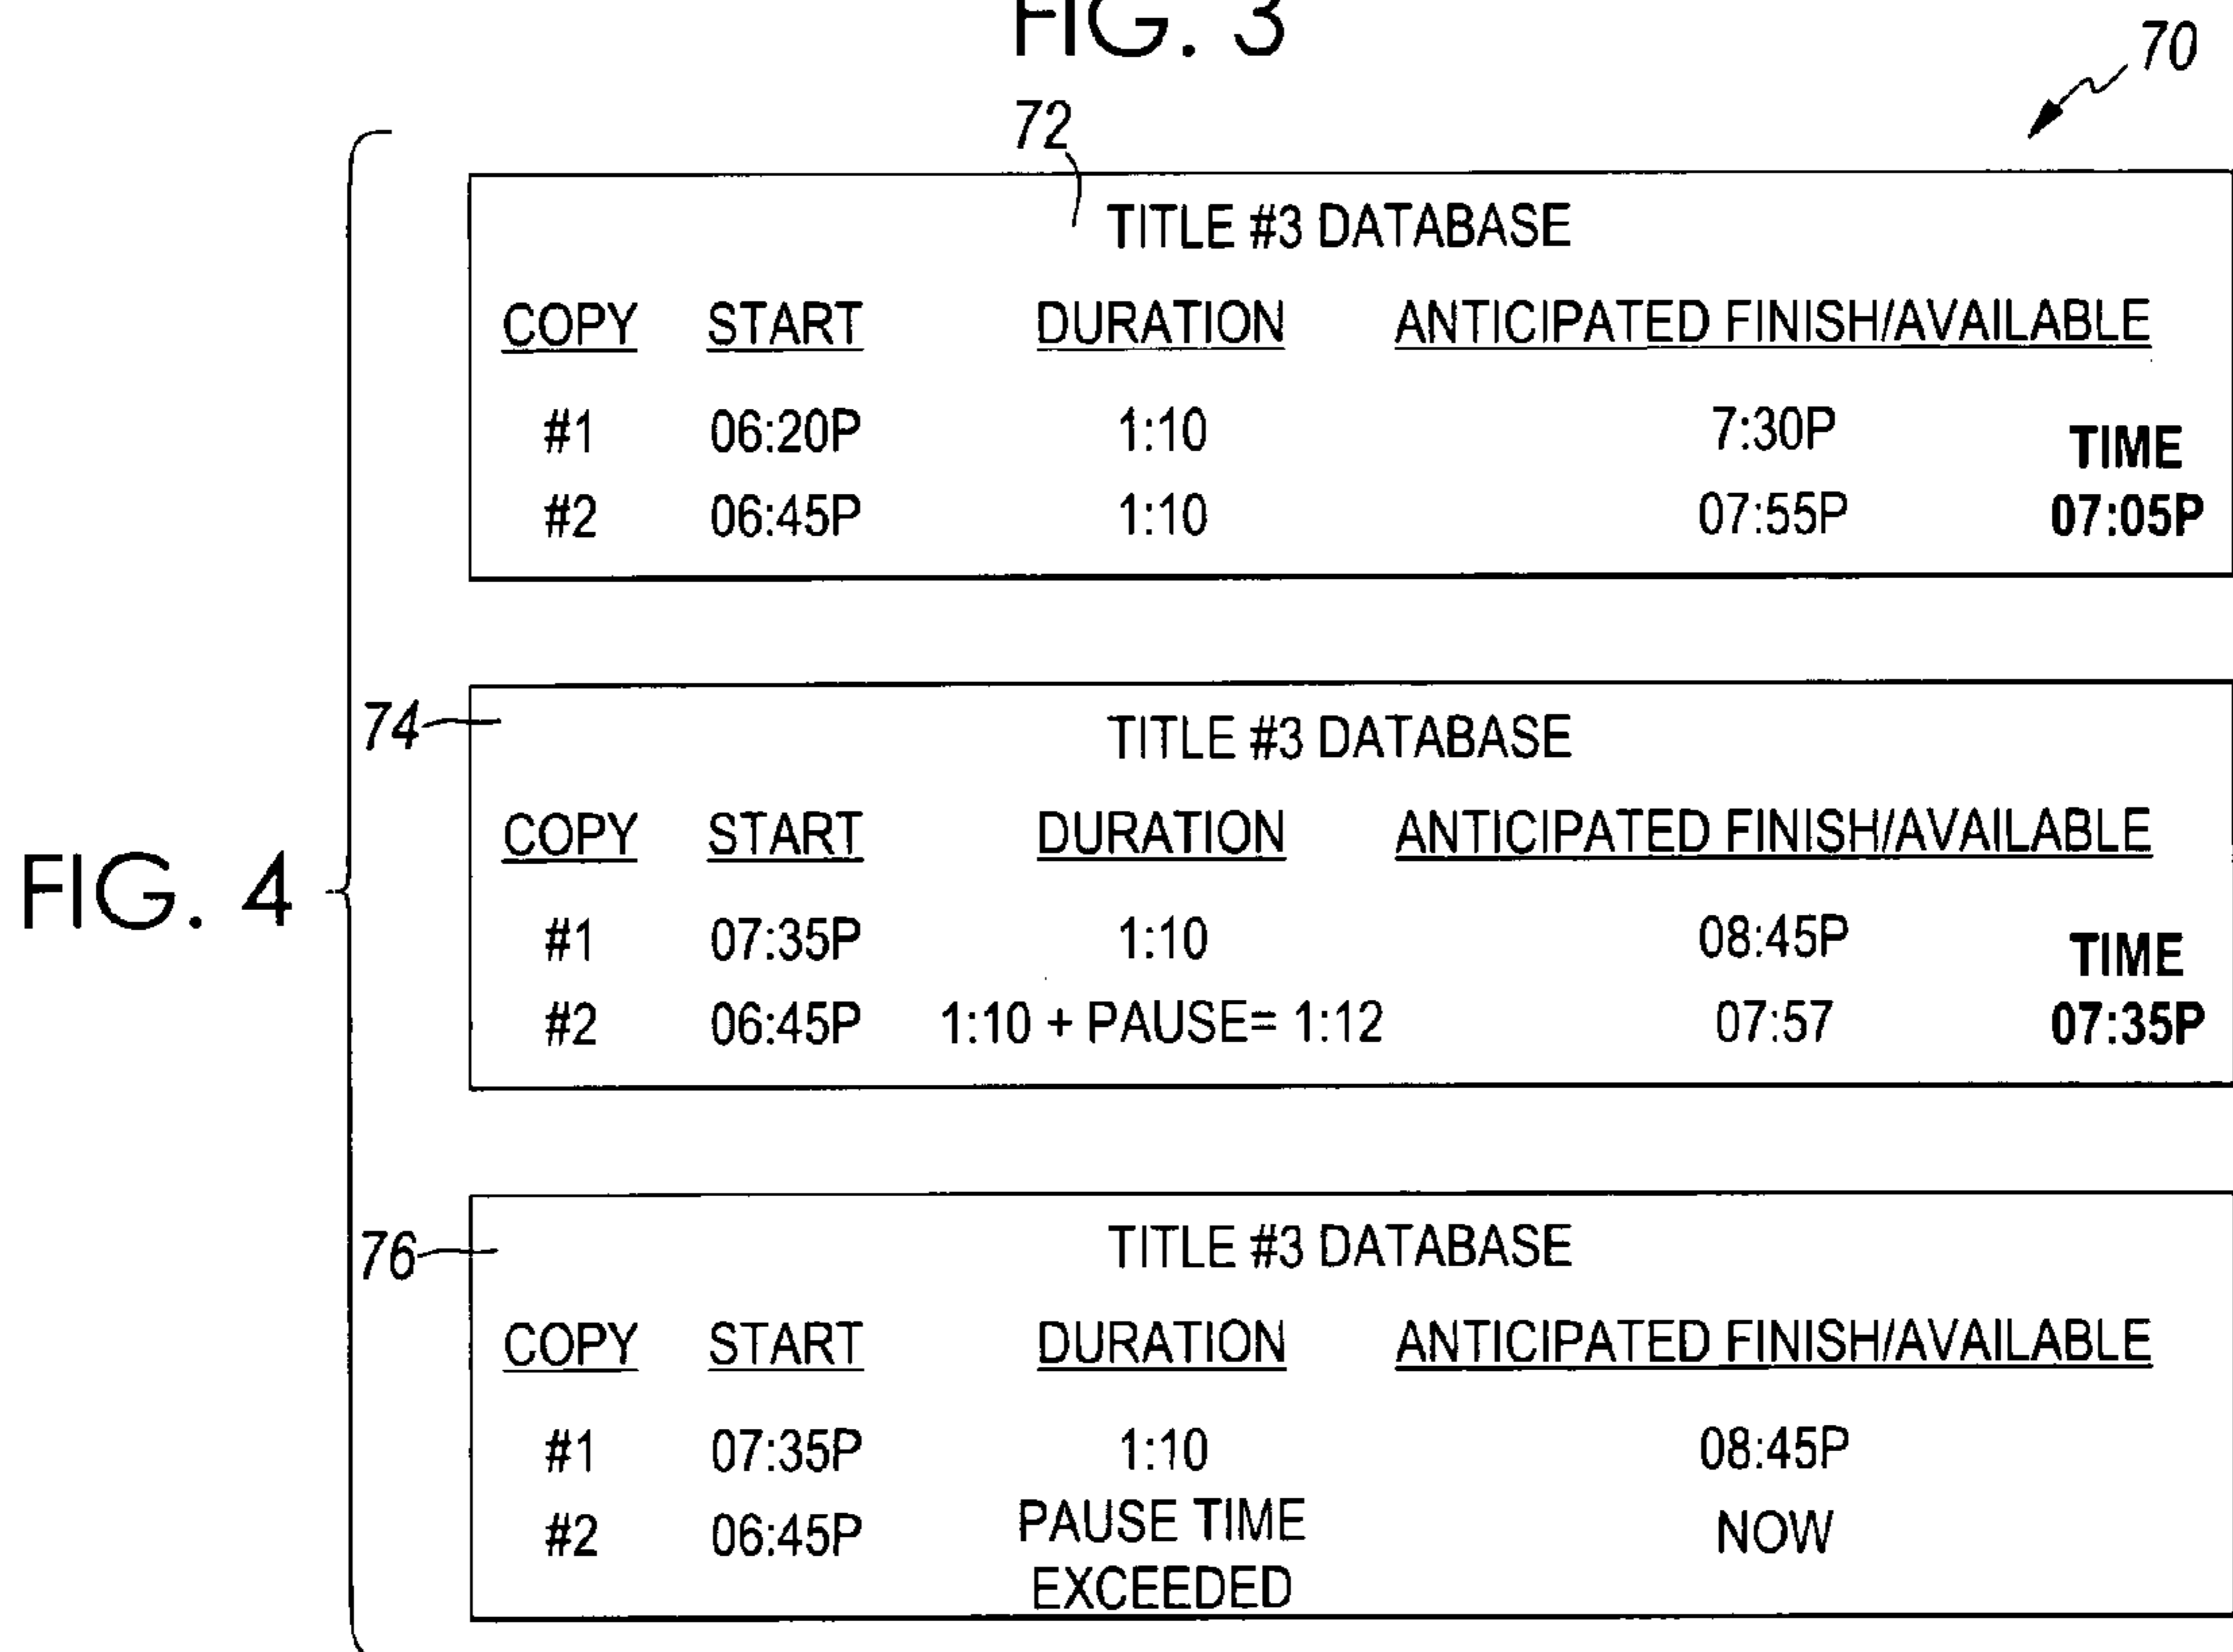 FIG. 3
70
72
TITLE #3 DATABASE
COPY START DURATION ANTICIPATED FINISH/AVAILABLE
#1 06:20P 1:10 7:30P TIME
#2 06:45P 1:10 07:55P 07:05P
74
TITLE #3 DATABASE
COPY START DURATION ANTICIPATED FINISH/AVAILABLE
FIG. 4
#1 07:35P 1:10 08:45P TIME
#2 06:45P 1:10 + PAUSE= 1:12 07:57 07:35P
76
TITLE #3 DATABASE
COPY START DURATION ANTICIPATED FINISH/AVAILABLE
#1 07:35P 1:10 08:45P
#2 06:45P PAUSE TIME NOW
EXCEEDED